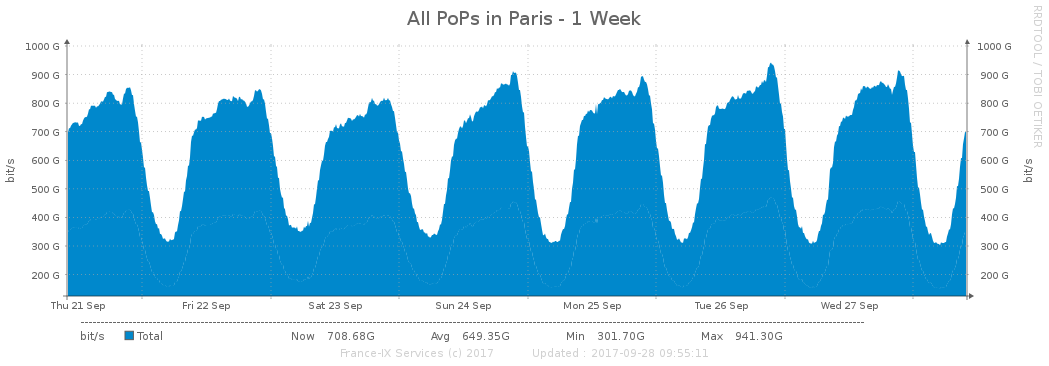 All PoPs in Paris - 1 Week
RRDTOOL / TOBI OETIKER
1000 G 1000 G
900 G 900 G
800 G 800 G
700 G 700 G
600 G 600 G
500 G 500 G
400 G 400 G
300 G 300 G
200 G 200 G
bit/s
bit/s
Thu 21 Sep Fri 22 Sep Sat 23 Sep Sun 24 Sep Mon 25 Sep Tue 26 Sep Wed 27 Sep
bit/s Total Now 708.68G Avg 649.35G Min 301.70G Max 941.30G
France-IX Services (c) 2017 Updated : 2017-09-28 09:55:11